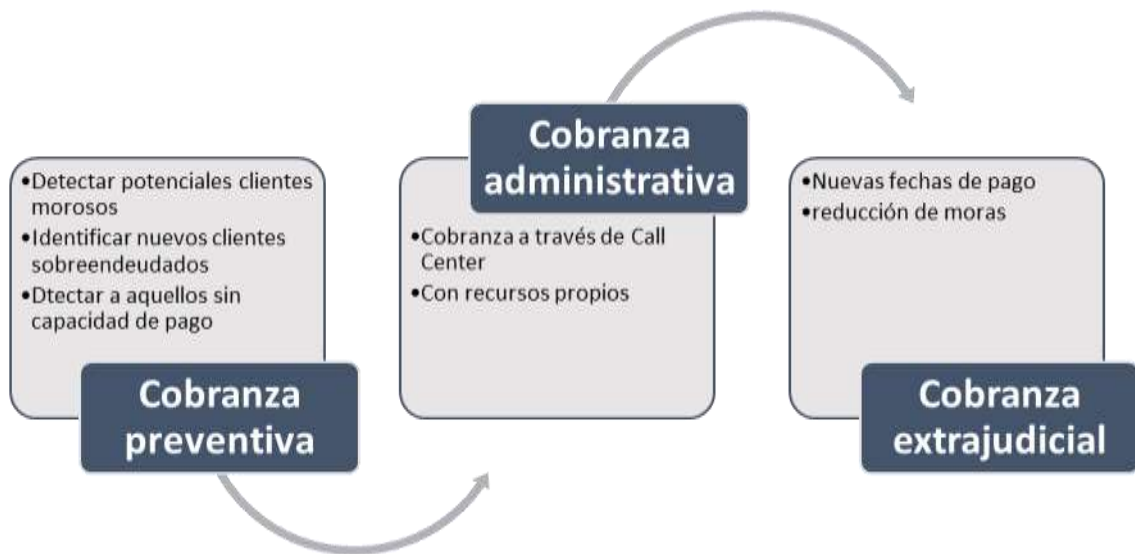 •Detectar potenciales clientes
morosos
•Identificar nuevos clientes
sobreendeudados
•Dtectar a aquellos sin
capacidad de pago
Cobranza
preventiva
Cobranza
administrativa
•Cobranza a través de Call
Center
•Con recursos propios
•Nuevas fechas de pago
•reducción de moras
Cobranza
extrajudicial